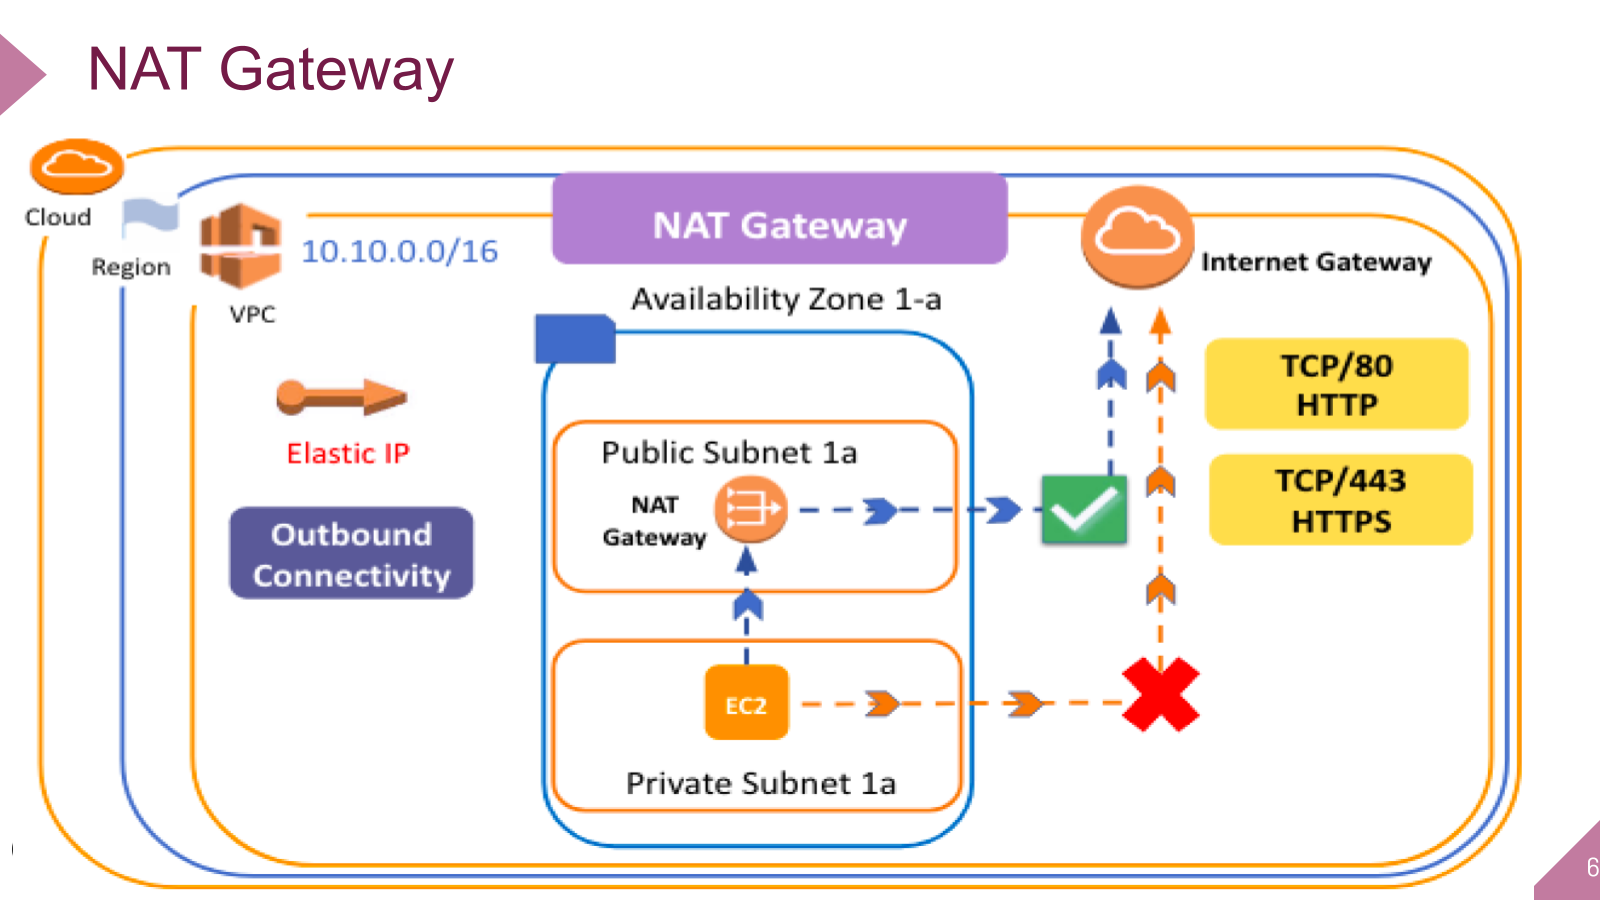 NAT Gateway
Cloud
Region
VPC
10.10.0.0/16
NAT Gateway
Internet Gateway
Availability Zone 1-a
TCP/80
HTTP
TCP/443
HTTPS
Elastic IP
Outbound
Connectivity
Public Subnet 1a
NAT
Gateway
EC2
Private Subnet 1a
6